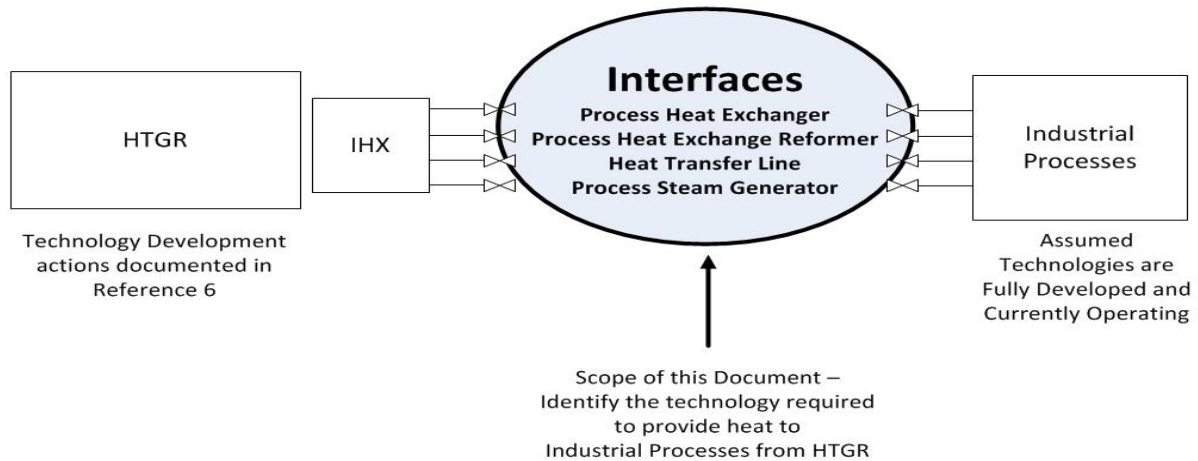 HTGR
Technology Development
actions documented in
Reference 6
IHX
Interfaces
Process Heat Exchanger
Process Heat Exchange Reformer
Heat Transfer Line
Process Steam Generator
Scope of this Document –
Identify the technology required
to provide heat to
Industrial Processes from HTGR
Industrial
Processes
Assumed
Technologies are
Fully Developed and
Currently Operating